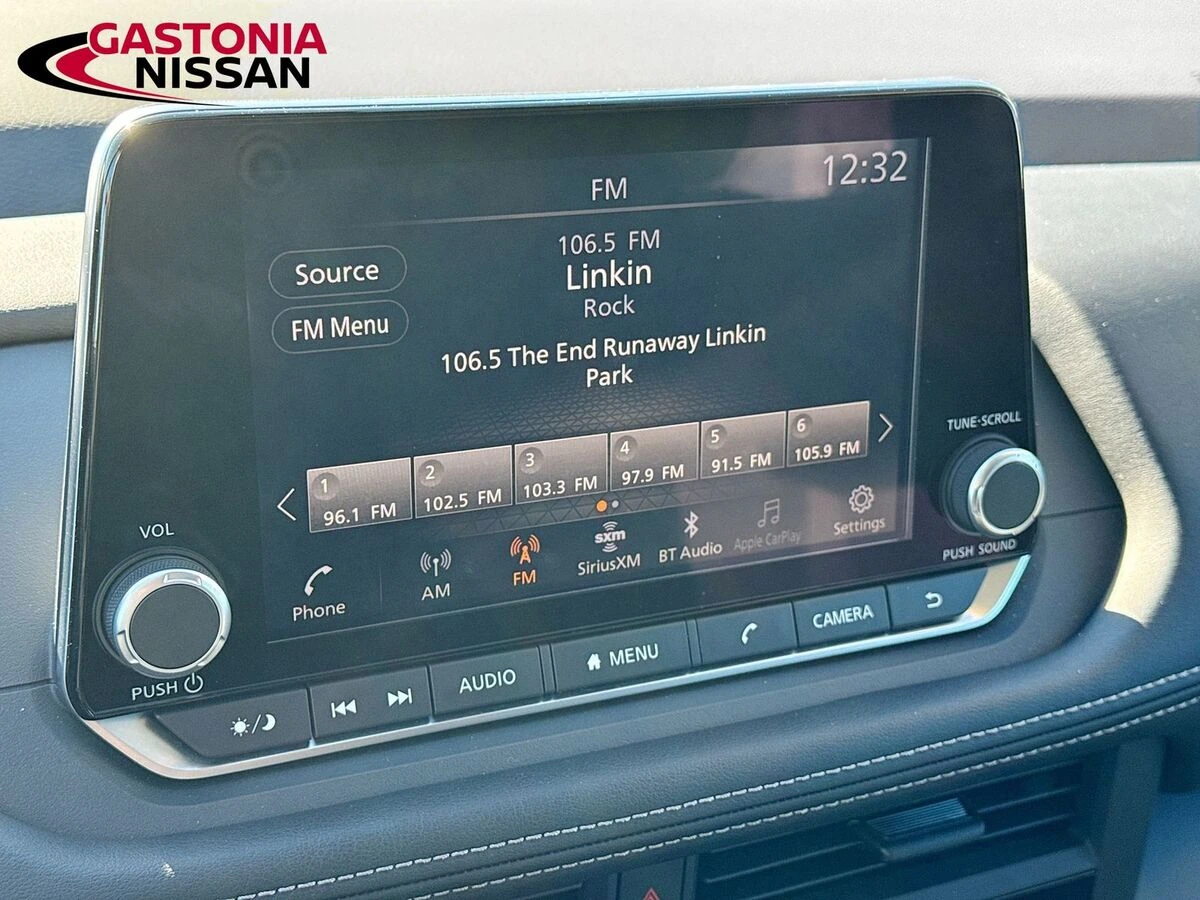 GASTONIA
NISSAN
12:32
FM
106.5 FM
Linkin
Rock
Source
FM Menu
106.5 The End Runaway Linkin
Park
1 96.1 FM
2 102.5 FM
3 103.3 FM
4 97.9 FM
5 91.5 FM
6 105.9 FM
Phone
AM
FM
sxm
SiriusXM
BT Audio
Apple CarPlay
Settings
VOL
PUSH
TUNE·SCROLL
PUSH SOUND
AUDIO
MENU
CAMERA